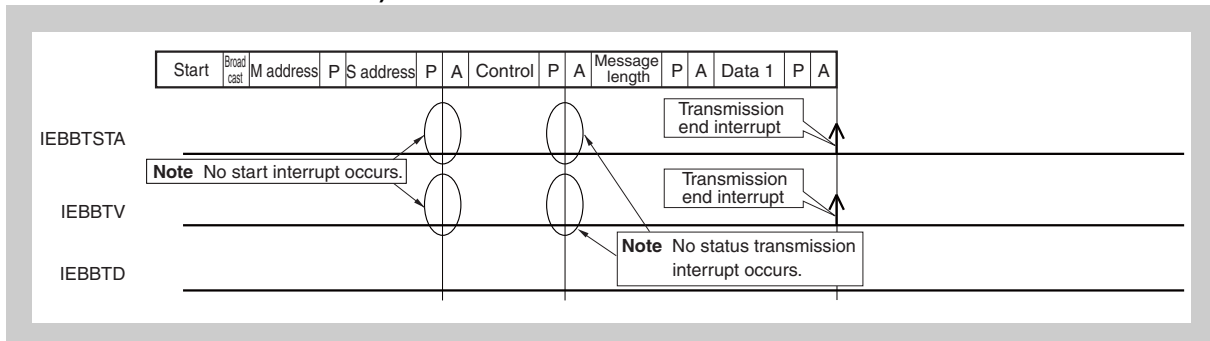 Start Broad cast M address P S address P A Control P A Message length P A Data 1 P A
Transmission
end interrupt
IEBBTSTA
Note No start interrupt occurs.
Transmission
end interrupt
IEBBTV
Note No status transmission
interrupt occurs.
IEBBTD